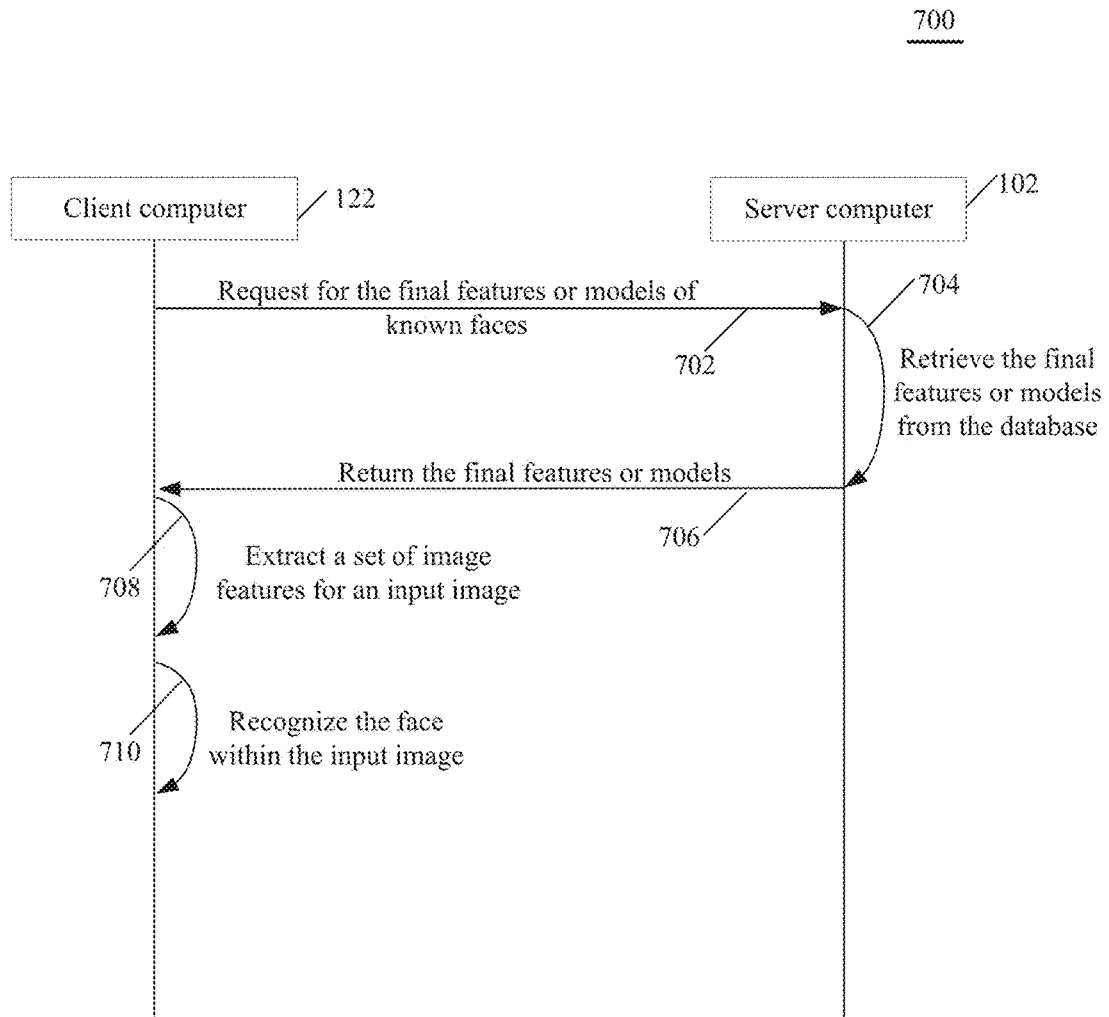 700
Client computer
122
Server computer
102
Request for the final features or models of
known faces
702
704
Retrieve the final
features or models
from the database
Return the final features or models
706
708
Extract a set of image
features for an input image
710
Recognize the face
within the input image